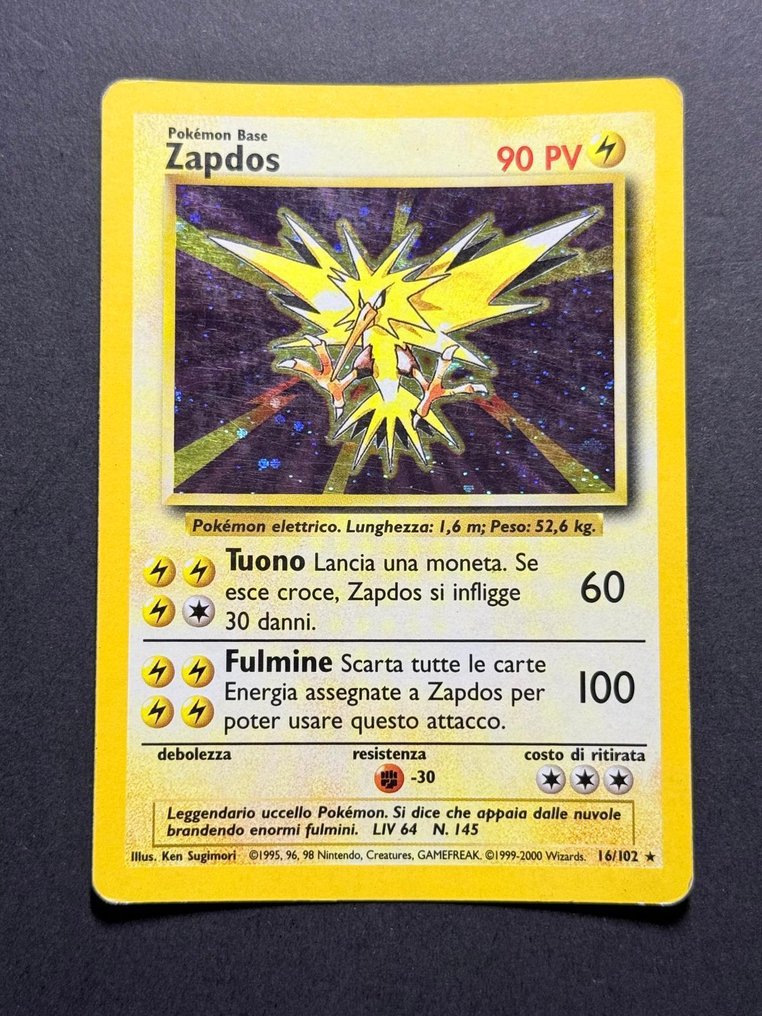 Pokémon Base
Zapdos 90 PV
Pokémon elettrico. Lunghezza: 1,6 m; Peso: 52,6 kg.
Tuono Lancia una moneta. Se
esce croce, Zapdos si infligge
30 danni.
60
Fulmine Scarta tutte le carte
Energia assegnate a Zapdos per
poter usare questo attacco.
100
debolezza resistenza costo di ritirata
-30
Leggendario uccello Pokémon. Si dice che appaia dalle nuvole
brandendo enormi fulmini. LIV 64 N. 145
Illus. Ken Sugimori ©1995, 96, 98 Nintendo, Creatures, GAMEFREAK. ©1999-2000 Wizards. 16/102 ★